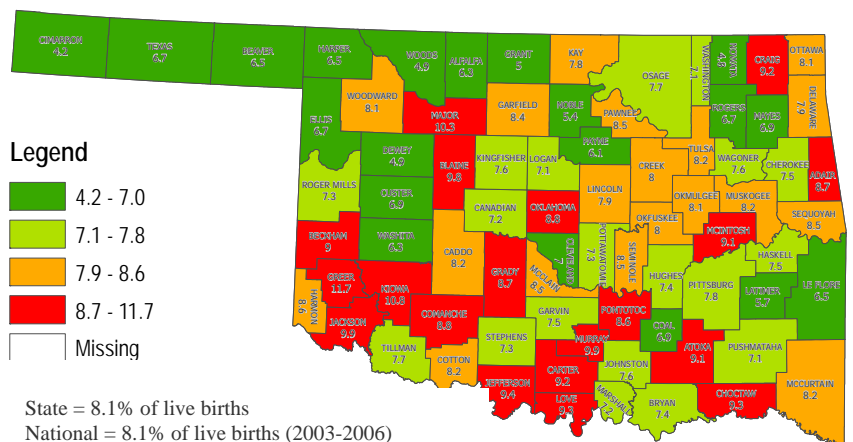 CIMARRON
4.1
TEXAS
6.7
BEAVER
6.3
HARPER
6.5
WOODS
4.9
ALFALFA
6.3
GRANT
5
KAY
7.8
OSAGE
7.7
WASHINGTON
7.1
NOWATA
4.8
CRAIG
9.2
OTTAWA
8.1
DELAWARE
7.9
WOODWARD
8.1
MAJOR
10.3
GARFIELD
8.4
NOBLE
5.4
PAWNEE
8.5
ROGERS
6.7
MAYES
6.9
ELLIS
6.7
DEWEY
4.9
BLAINE
9.8
KINGFISHER
7.6
LOGAN
7.1
PAYNE
6.1
CREEK
8
TULSA
8.2
WAGONER
7.6
CHEROKEE
7.5
ADAIR
8.7
Legend
4.2 - 7.0
7.1 - 7.8
7.9 - 8.6
8.7 - 11.7
Missing
ROGER MILLS
7.3
CUSTER
6.9
CANADIAN
7.2
OKLAHOMA
8.8
LINCOLN
7.9
OKFUSKEE
8
OKMULGEE
8.1
MUSKOGEE
8.2
SEQUOYAH
8.5
BECKHAM
9
WASHITA
6.3
CADDO
8.2
GRADY
8.7
MCCLAIN
8.5
CLEVELAND
7
POTTAWATOMIE
7.3
SEMINOLE
8.5
HUGHES
7.4
MCINTOSH
9.1
HASKELL
7.5
PITTSBURG
7.8
LATIMER
5.7
LE FLORE
6.5
HARMON
8.6
GREER
11.7
KIOWA
10.8
JACKSON
9.9
COMANCHE
8.8
TILLMAN
7.7
COTTON
8.2
STEPHENS
7.3
GARVIN
7.5
MURRAY
9.9
PONTOTOC
8.6
COAL
6.9
ATOKA
9.1
PUSHMATAHA
7.1
JEFFERSON
9.4
CARTER
9.2
LOVE
9.3
JOHNSTON
7.6
MARSHALL
7.2
BRYAN
7.4
CHOCTAW
9.3
MCCURTAIN
8.2
State = 8.1% of live births
National = 8.1% of live births (2003-2006)